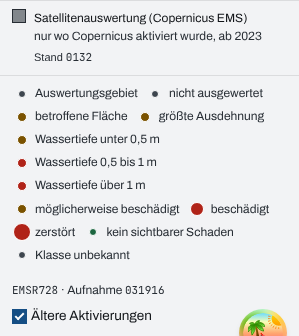 Satellitenauswertung (Copernicus EMS)
nur wo Copernicus aktiviert wurde, ab 2023
Stand 0132
Auswertungsgebiet nicht ausgewertet
betroffene Fläche größte Ausdehnung
Wassertiefe unter 0,5 m
Wassertiefe 0,5 bis 1 m
Wassertiefe über 1 m
möglicherweise beschädigt beschädigt
zerstört kein sichtbarer Schaden
Klasse unbekannt
EMSR728 · Aufnahme 031916
Ältere Aktivierungen